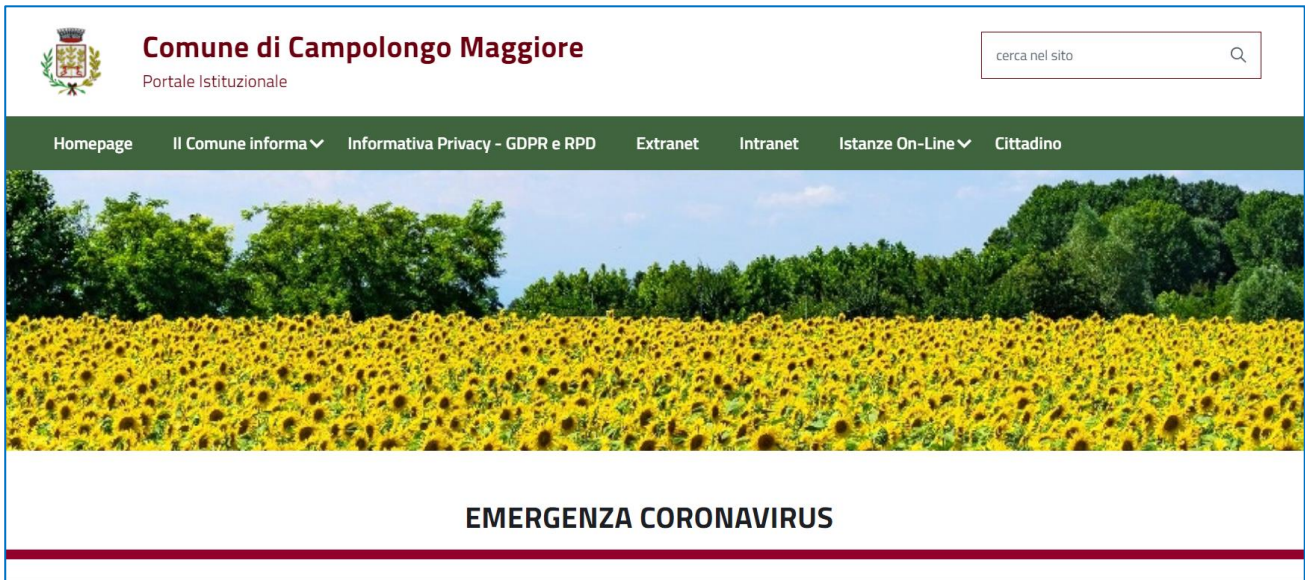 Comune di Campolongo Maggiore
Portale Istituzionale
cerca nel sito
Homepage Il Comune informa Informativa Privacy - GDPR e RPD Extranet Intranet Istanze On-Line Cittadino
EMERGENZA CORONAVIRUS